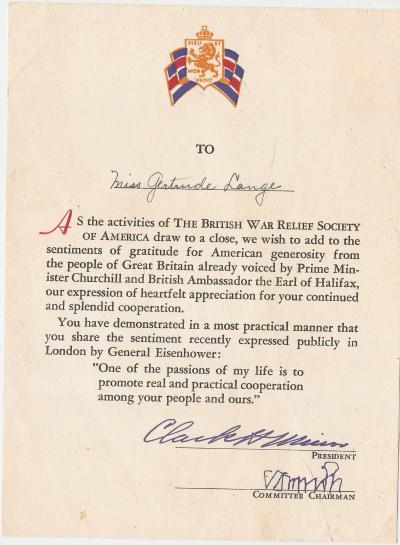 DIEU ET
MON
DROIT
TO
Miss Gertrude Lange
AS the activities of THE BRITISH WAR RELIEF SOCIETY
OF AMERICA draw to a close, we wish to add to the
sentiments of gratitude for American generosity from
the people of Great Britain already voiced by Prime Min-
ister Churchill and British Ambassador the Earl of Halifax,
our expression of heartfelt appreciation for your continued
and splendid cooperation.
You have demonstrated in a most practical manner that
you share the sentiment recently expressed publicly in
London by General Eisenhower:
"One of the passions of my life is to
promote real and practical cooperation
among your people and ours."
Clark H Minor
PRESIDENT
COMMITTEE CHAIRMAN